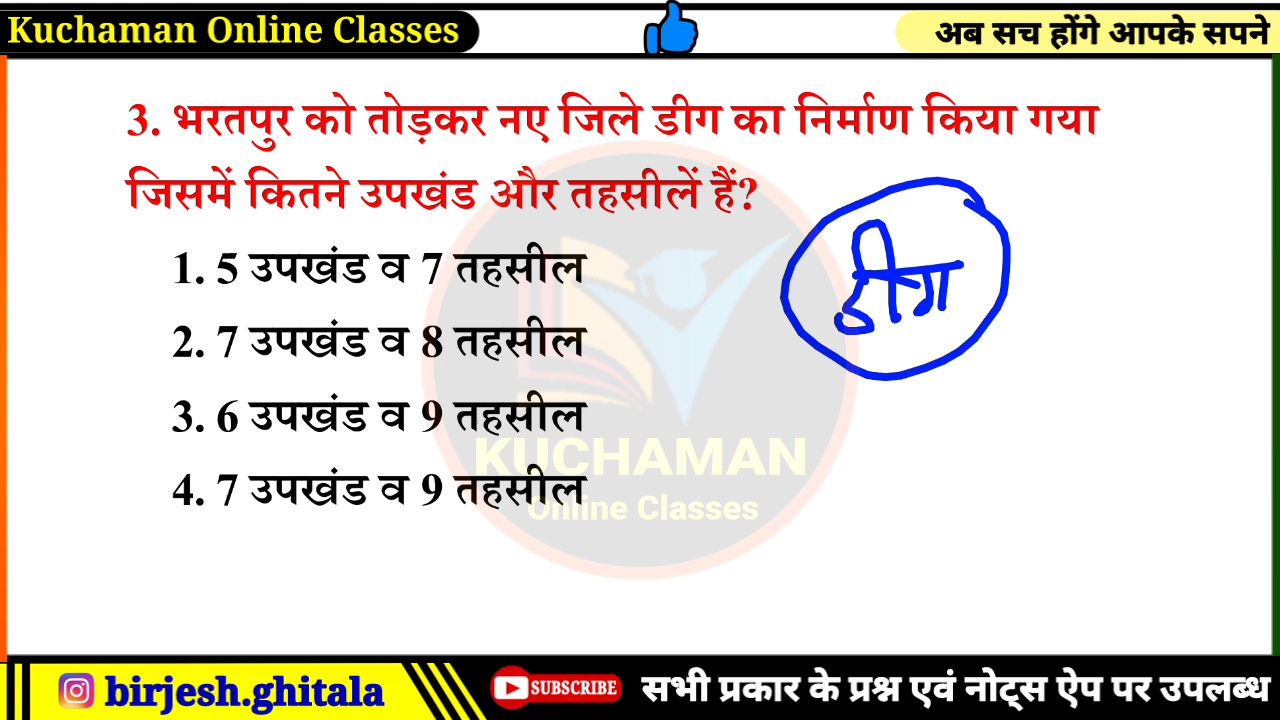 Kuchaman Online Classes
अब सच होंगे आपके सपने
3. भरतपुर को तोड़कर नए जिले डीग का निर्माण किया गया
जिसमें कितने उपखंड और तहसीलें हैं?
1. 5 उपखंड व 7 तहसील
2. 7 उपखंड व 8 तहसील
3. 6 उपखंड व 9 तहसील
4. 7 उपखंड व 9 तहसील
डीग
KUCHAMAN
Online Classes
birjesh.ghitala
SUBSCRIBE
सभी प्रकार के प्रश्न एवं नोट्स ऐप पर उपलब्ध